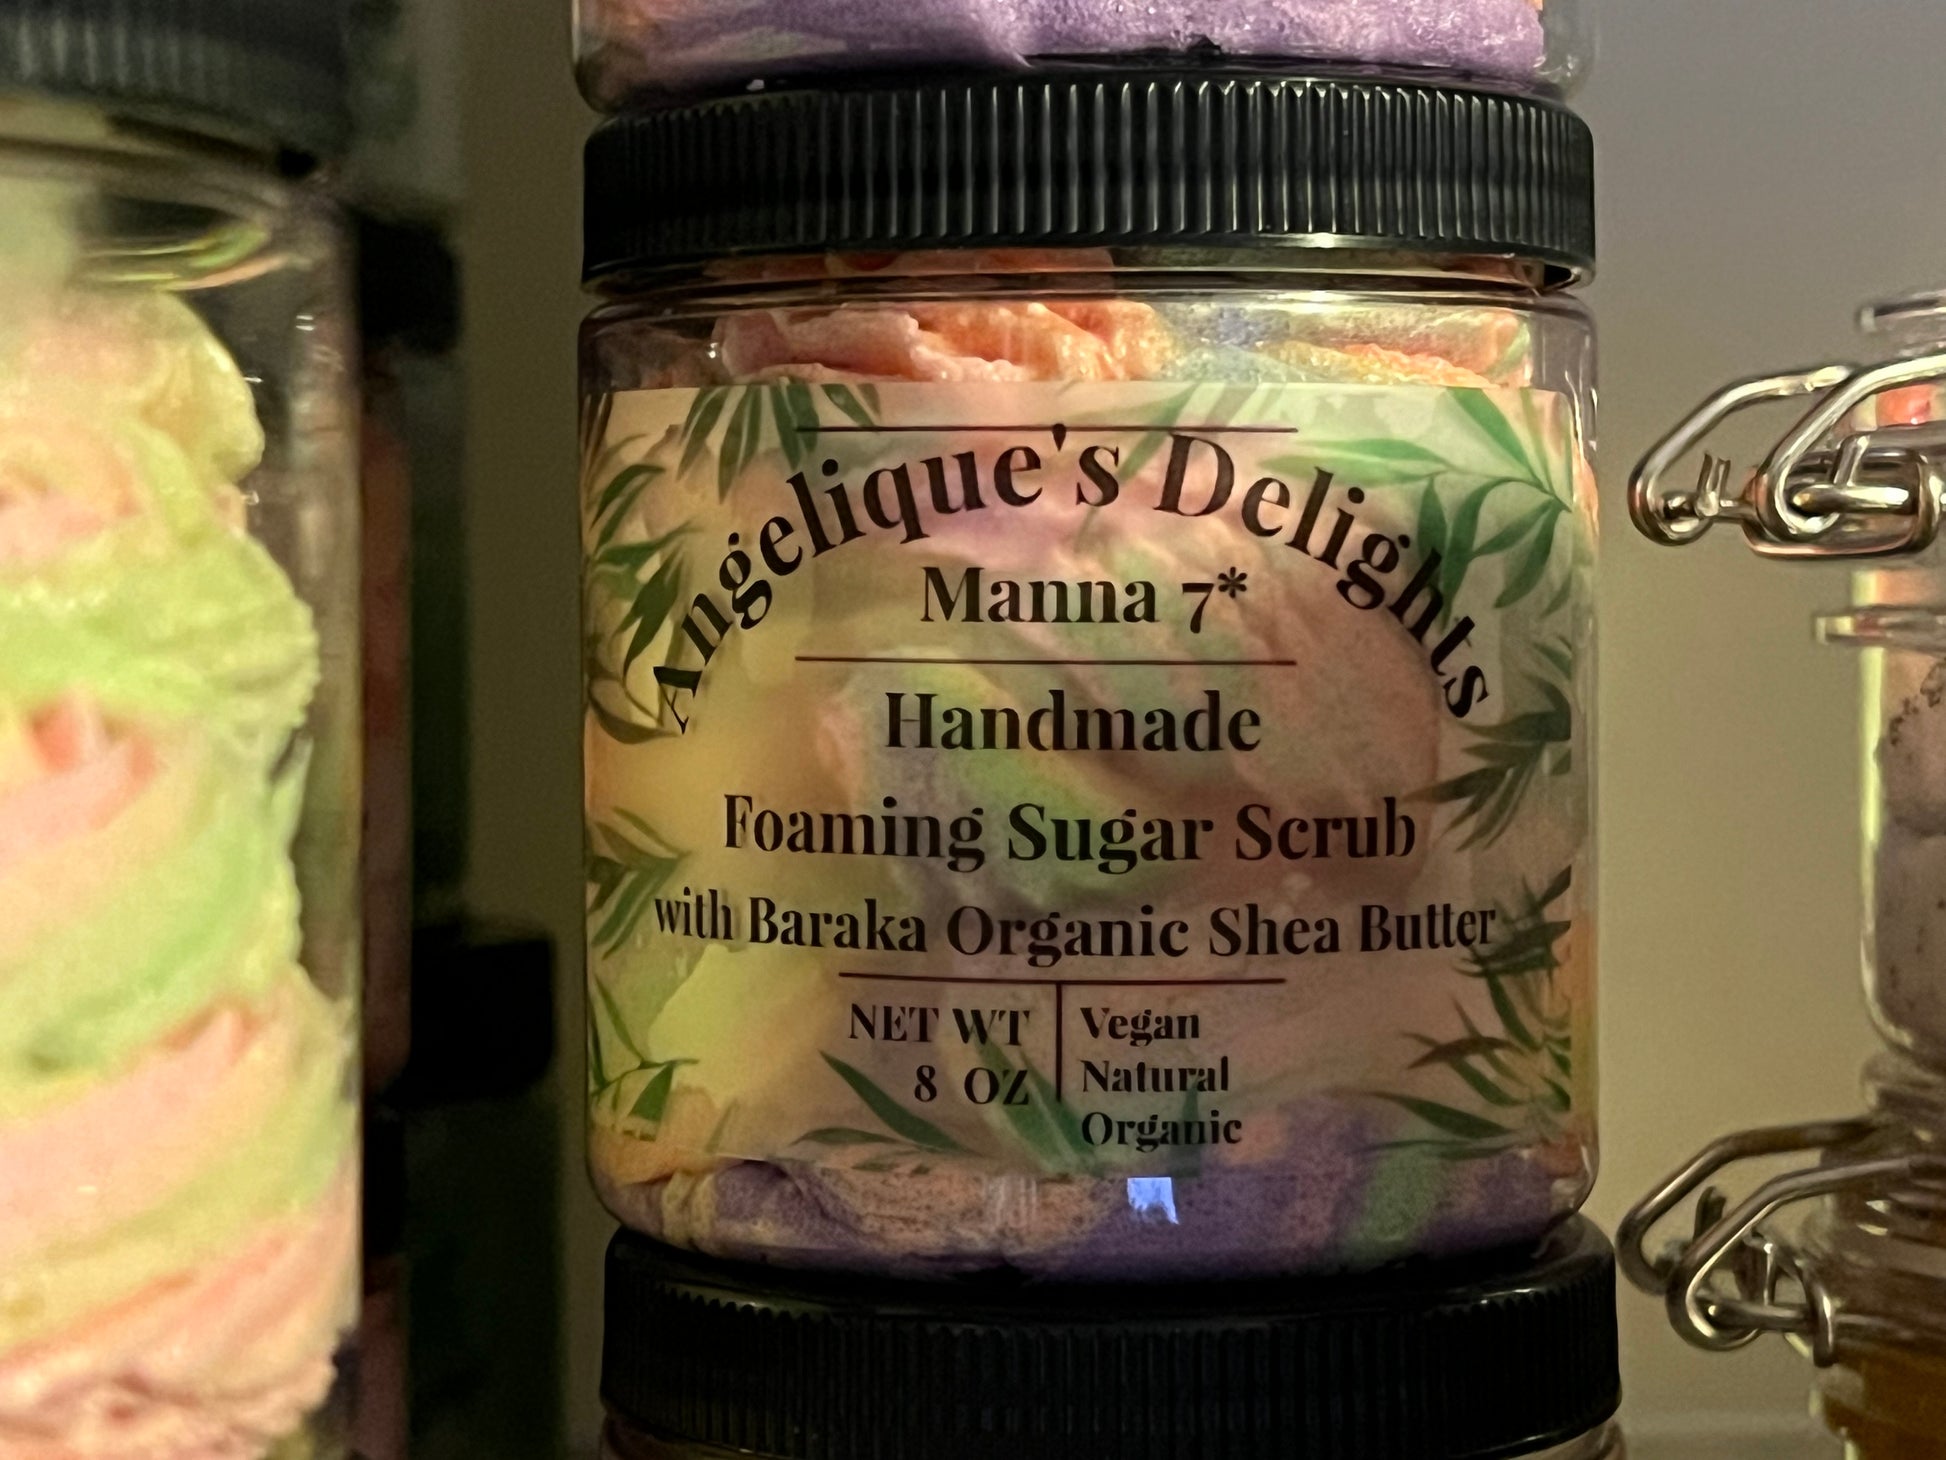 Angelique's Delights
Manna 7*
Handmade
Foaming Sugar Scrub
with Baraka Organic Shea Butter
NET WT
8 OZ
Vegan
Natural
Organic